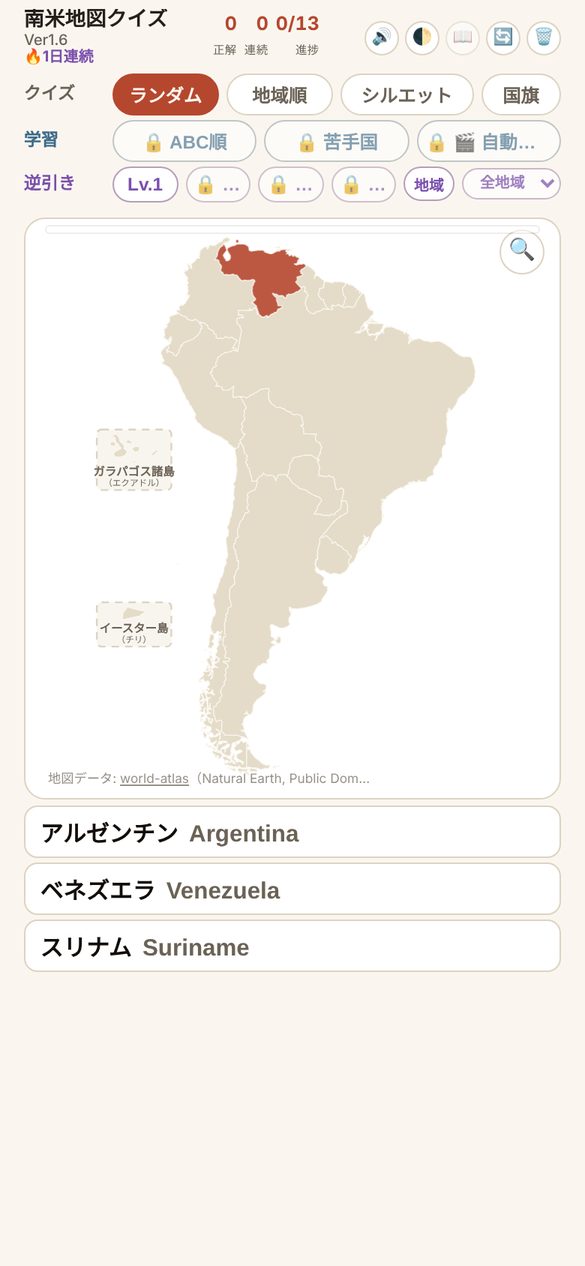 南米地図クイズ
Ver1.6
🔥1日連続
0 0 0/13
正解 連続 進捗
🔊 🌓 📖 🔄 🗑️
クイズ ランダム 地域順 シルエット 国旗
学習 🔒 ABC順 🔒 苦手国 🔒 🎬 自動…
逆引き Lv.1 🔒 … 🔒 … 🔒 … 地域 全地域
🔍
ガラパゴス諸島
（エクアドル）
イースター島
（チリ）
地図データ: world-atlas（Natural Earth, Public Dom…
アルゼンチン Argentina
ベネズエラ Venezuela
スリナム Suriname